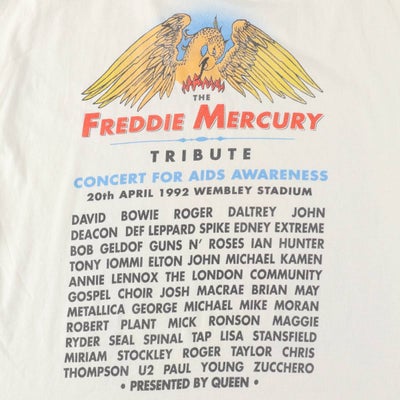 THE
FREDDIE MERCURY
TRIBUTE
CONCERT FOR AIDS AWARENESS
20th APRIL 1992 WEMBLEY STADIUM
DAVID BOWIE ROGER DALTREY JOHN
DEACON DEF LEPPARD SPIKE EDNEY EXTREME
BOB GELDOF GUNS N' ROSES IAN HUNTER
TONY IOMMI ELTON JOHN MICHAEL KAMEN
ANNIE LENNOX THE LONDON COMMUNITY
GOSPEL CHOIR JOSH MACRAE BRIAN MAY
METALLICA GEORGE MICHAEL MIKE MORAN
ROBERT PLANT MICK RONSON MAGGIE
RYDER SEAL SPINAL TAP LISA STANSFIELD
MIRIAM STOCKLEY ROGER TAYLOR CHRIS
THOMPSON U2 PAUL YOUNG ZUCCHERO
• PRESENTED BY QUEEN •